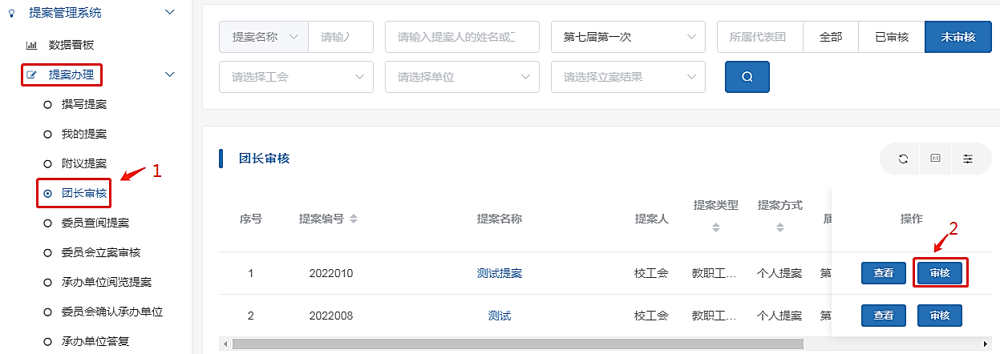 提案管理系统
数据看板
提案办理
撰写提案
我的提案
附议提案
1
团长审核
委员查阅提案
委员会立案审核
承办单位阅览提案
委员会确认承办单位
承办单位答复
提案名称 请输入 请输入提案人的姓名或 第七届第一次 所属代表团 全部 已审核 未审核
请选择工会 请选择单位 请选择立案结果
团长审核
序号 提案编号 提案名称 提案人 提案类型 提案方式 操作
2
1 2022010 测试提案 校工会 教职工... 个人提案 第 查看 审核
2 2022008 测试 校工会 教职工... 个人提案 第 查看 审核